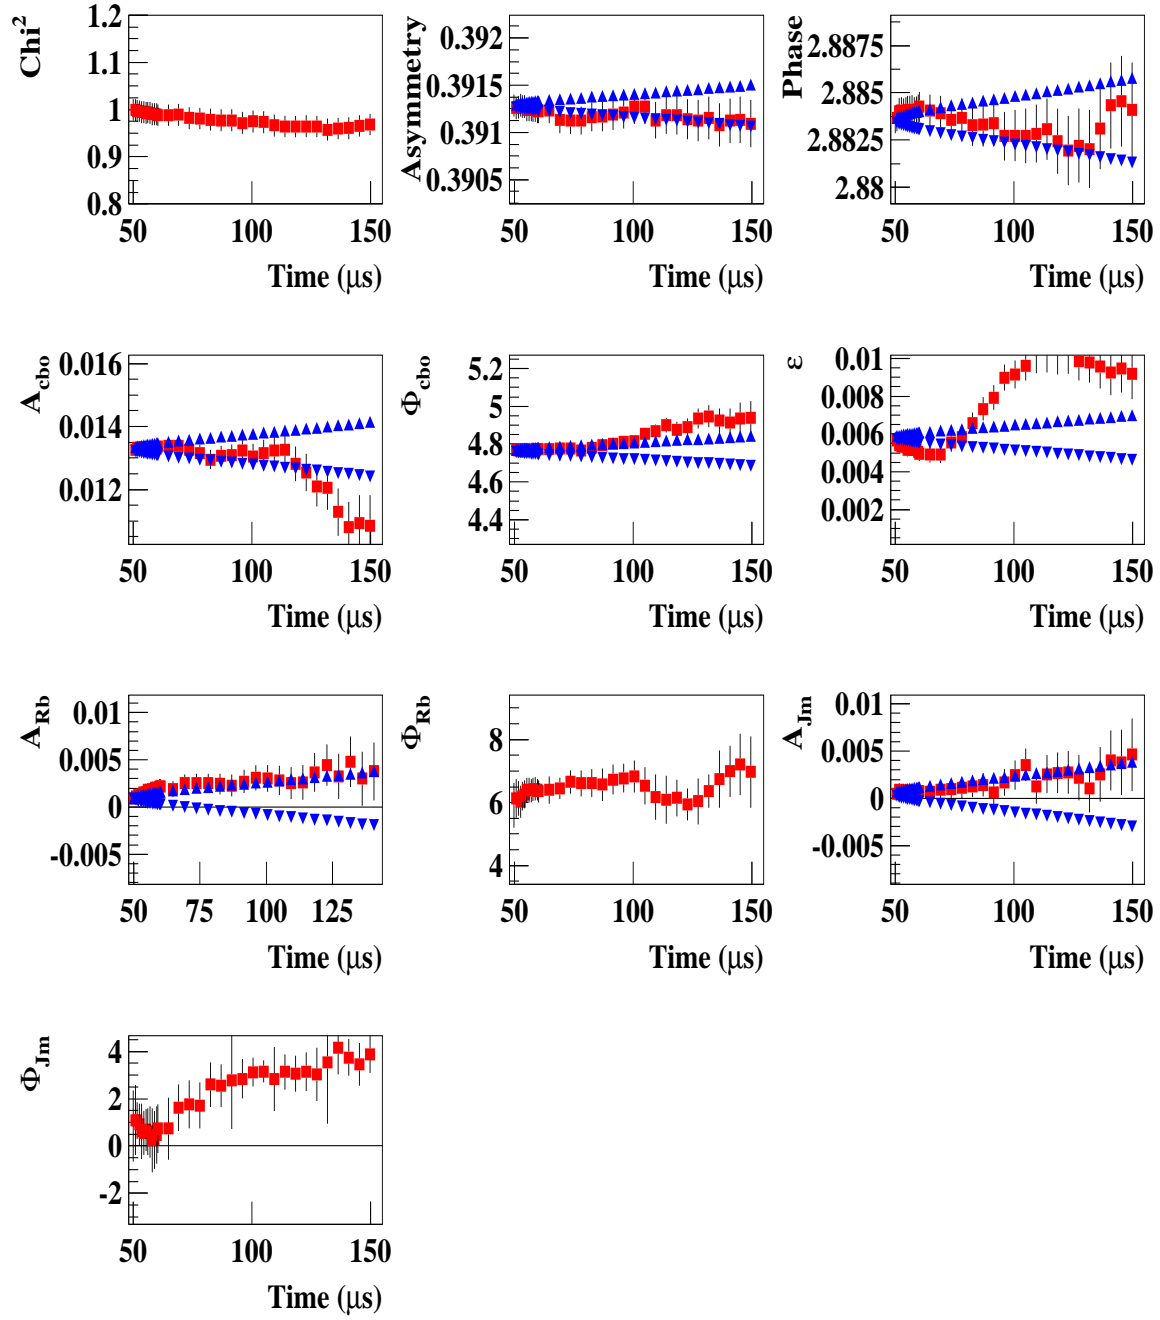 Chi²
1.2
1.1
1
0.9
0.8
50 100 150
Time (μs)
Asymmetry
0.392
0.3915
0.391
0.3905
50 100 150
Time (μs)
Phase
2.8875
2.885
2.8825
2.88
50 100 150
Time (μs)
A_cbo
0.016
0.014
0.012
50 100 150
Time (μs)
Φ_cbo
5.2
5
4.8
4.6
4.4
50 100 150
Time (μs)
ε
0.01
0.008
0.006
0.004
0.002
50 100 150
Time (μs)
A_Rb
0.01
0.005
0
-0.005
50 75 100 125
Time (μs)
Φ_Rb
8
6
4
50 100 150
Time (μs)
A_Jm
0.01
0.005
0
-0.005
50 100 150
Time (μs)
Φ_Jm
4
2
0
-2
50 100 150
Time (μs)